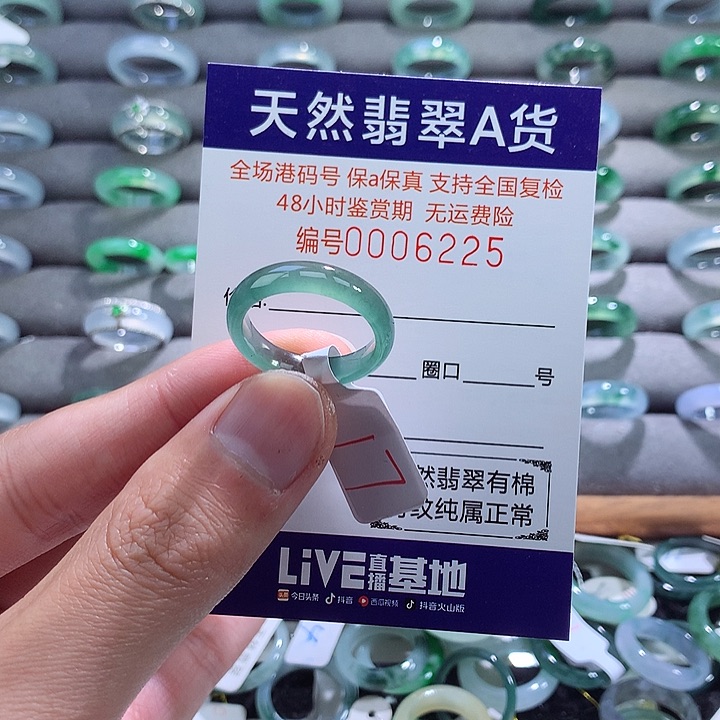 天然翡翠A货
全场港码号 保a保真 支持全国复检
48小时鉴赏期 无运费险
编号0006225
圈口 号
17
然翡翠有棉
纹纯属正常
LiVE直播基地
今日头条 抖音 西瓜视频 抖音火山版